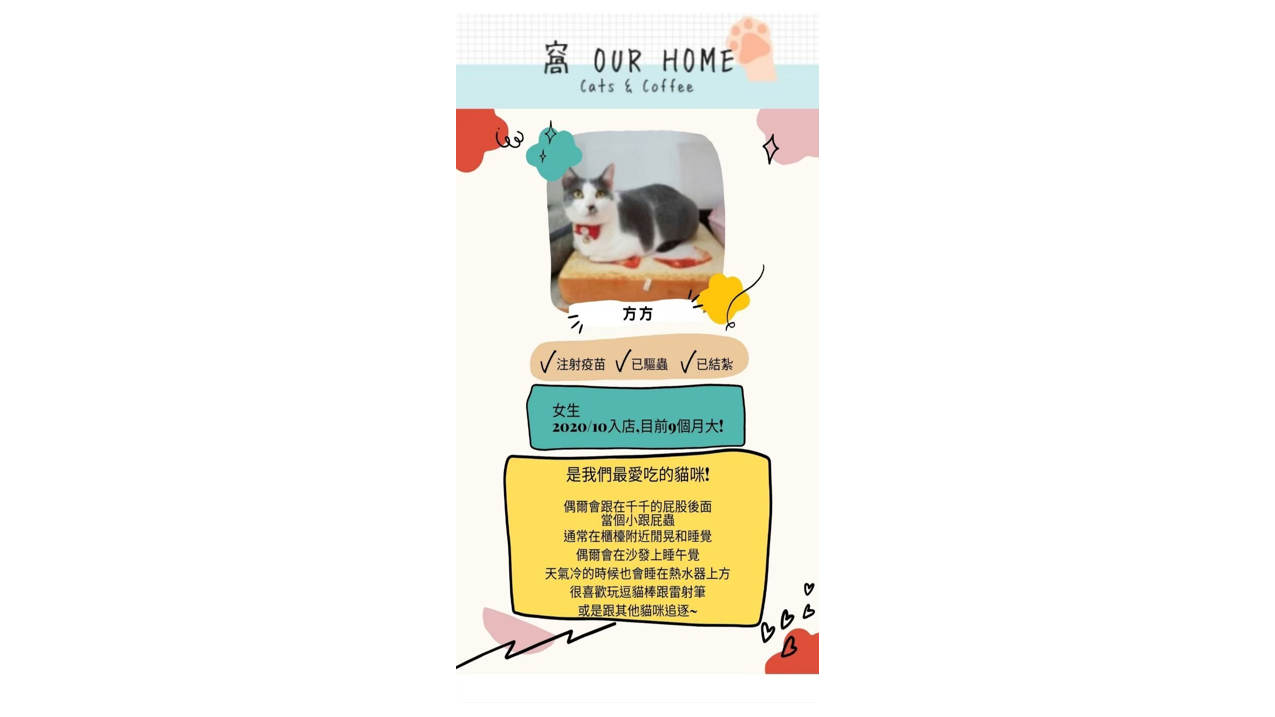 窩 OUR HOME
Cats & Coffee
方方
注射疫苗 已驅蟲 已結紮
女生
2020/10入店,目前9個月大!
是我們最愛吃的貓咪!
偶爾會跟在千千的屁股後面
當個小跟屁蟲
通常在櫃檯附近閒晃和睡覺
偶爾會在沙發上睡午覺
天氣冷的時候也會睡在熱水器上方
很喜歡玩逗貓棒跟雷射筆
或是跟其他貓咪追逐~